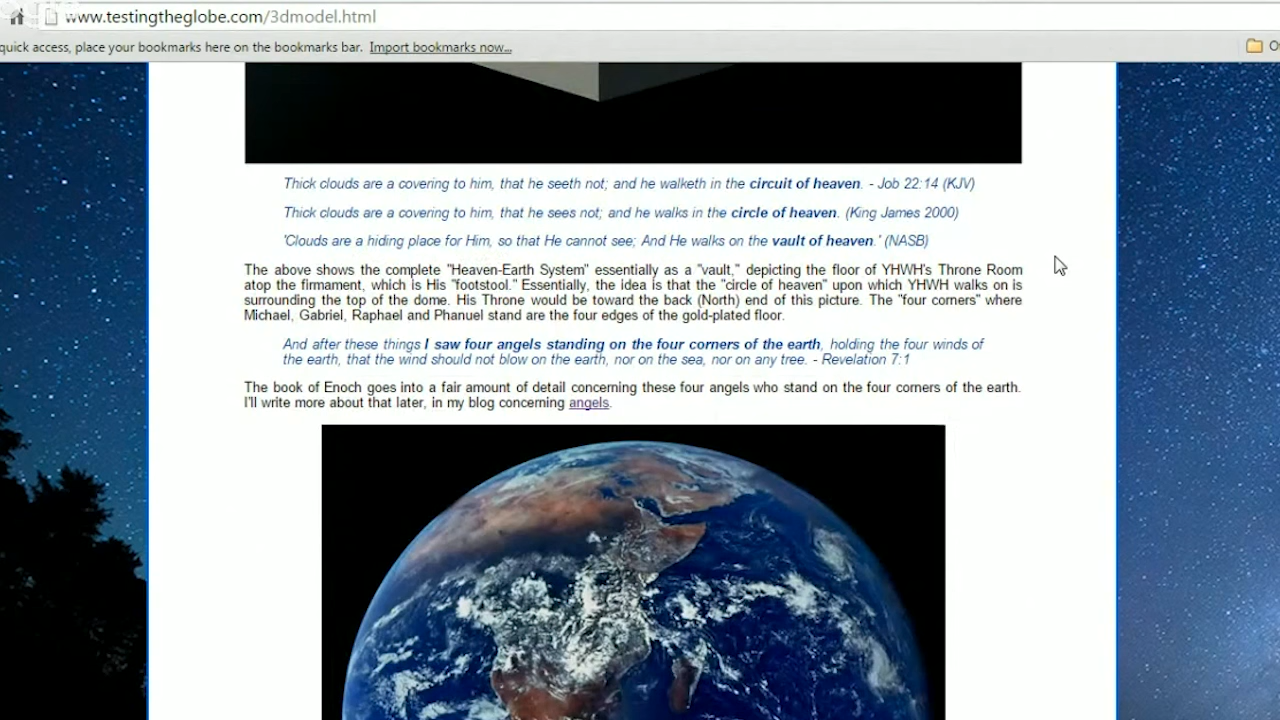 www.testingtheglobe.com/3dmodel.html
quick access, place your bookmarks here on the bookmarks bar. Import bookmarks now...
Thick clouds are a covering to him, that he seeth not; and he walketh in the circuit of heaven. - Job 22:14 (KJV)
Thick clouds are a covering to him, that he sees not; and he walks in the circle of heaven. (King James 2000)
'Clouds are a hiding place for Him, so that He cannot see; And He walks on the vault of heaven.' (NASB)
The above shows the complete "Heaven-Earth System" essentially as a "vault," depicting the floor of YHWH's Throne Room
atop the firmament, which is His "footstool." Essentially, the idea is that the "circle of heaven" upon which YHWH walks on is
surrounding the top of the dome. His Throne would be toward the back (North) end of this picture. The "four corners" where
Michael, Gabriel, Raphael and Phanuel stand are the four edges of the gold-plated floor.
And after these things I saw four angels standing on the four corners of the earth, holding the four winds of
the earth, that the wind should not blow on the earth, nor on the sea, nor on any tree. - Revelation 7:1
The book of Enoch goes into a fair amount of detail concerning these four angels who stand on the four corners of the earth.
I'll write more about that later, in my blog concerning angels.